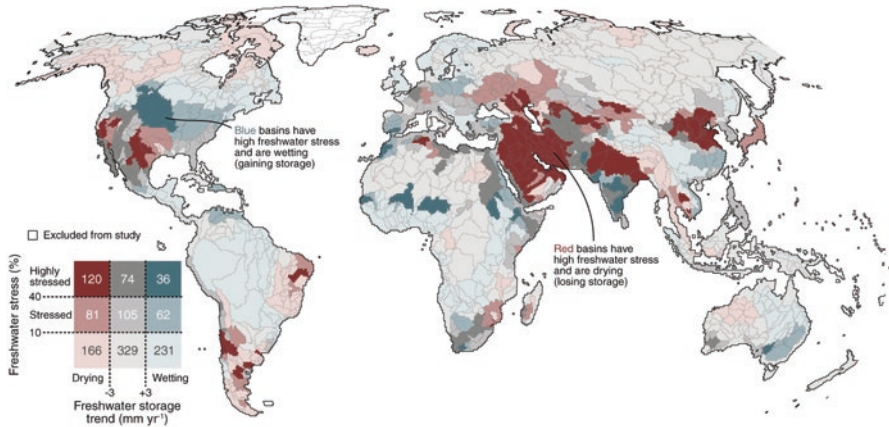 Blue basins have
high freshwater stress
and are wetting
(gaining storage)
Red basins have
high freshwater stress
and are drying
(losing storage)
Excluded from study
Freshwater stress (%)
Highly
stressed
120 74 36
40
Stressed
81 105 62
10
166 329 231
Drying Wetting
-3 +3
Freshwater storage
trend (mm yr⁻¹)